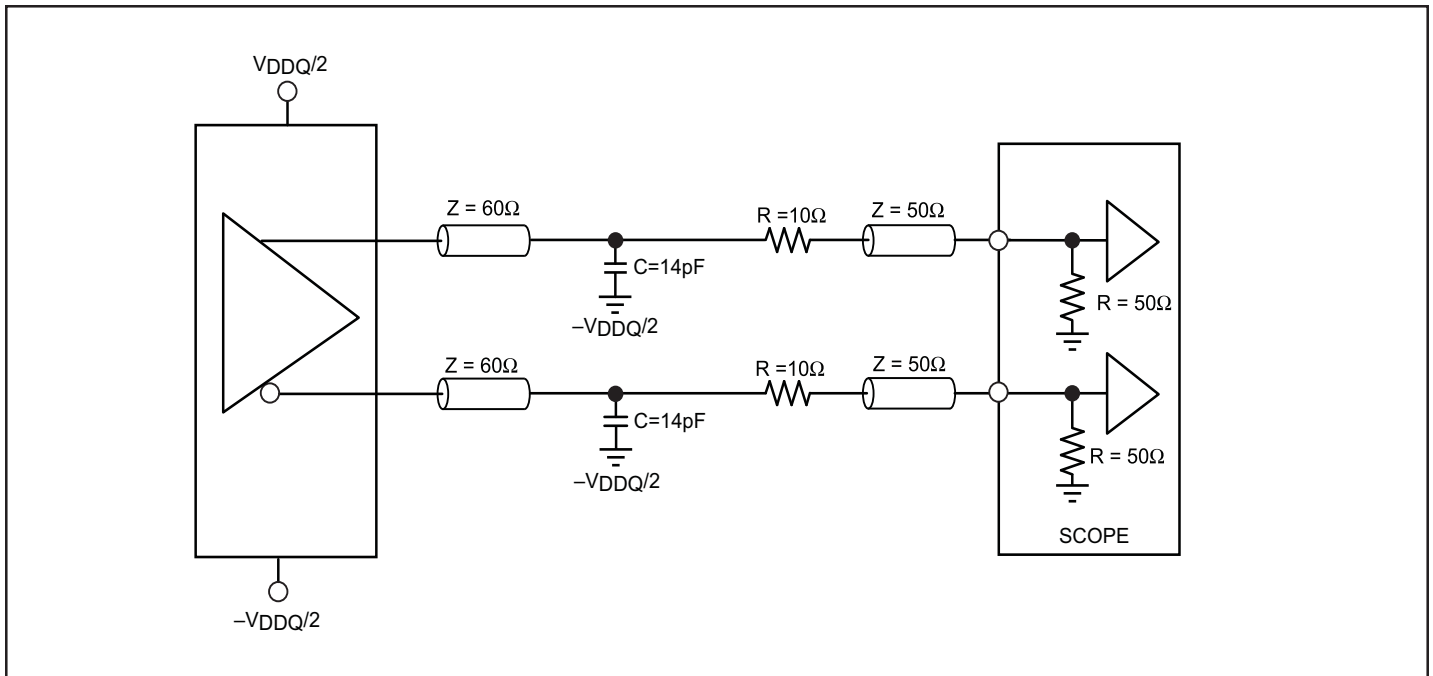 VDDQ/2
Z = 60Ω
R =10Ω
Z = 50Ω
C=14pF
R = 50Ω
–VDDQ/2
Z = 60Ω
R =10Ω
Z = 50Ω
C=14pF
R = 50Ω
–VDDQ/2
SCOPE
–VDDQ/2